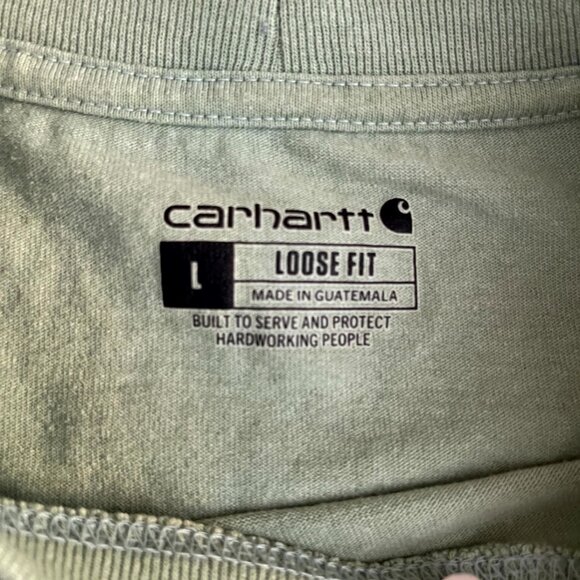 carhartt
L
LOOSE FIT
MADE IN GUATEMALA
BUILT TO SERVE AND PROTECT
HARDWORKING PEOPLE